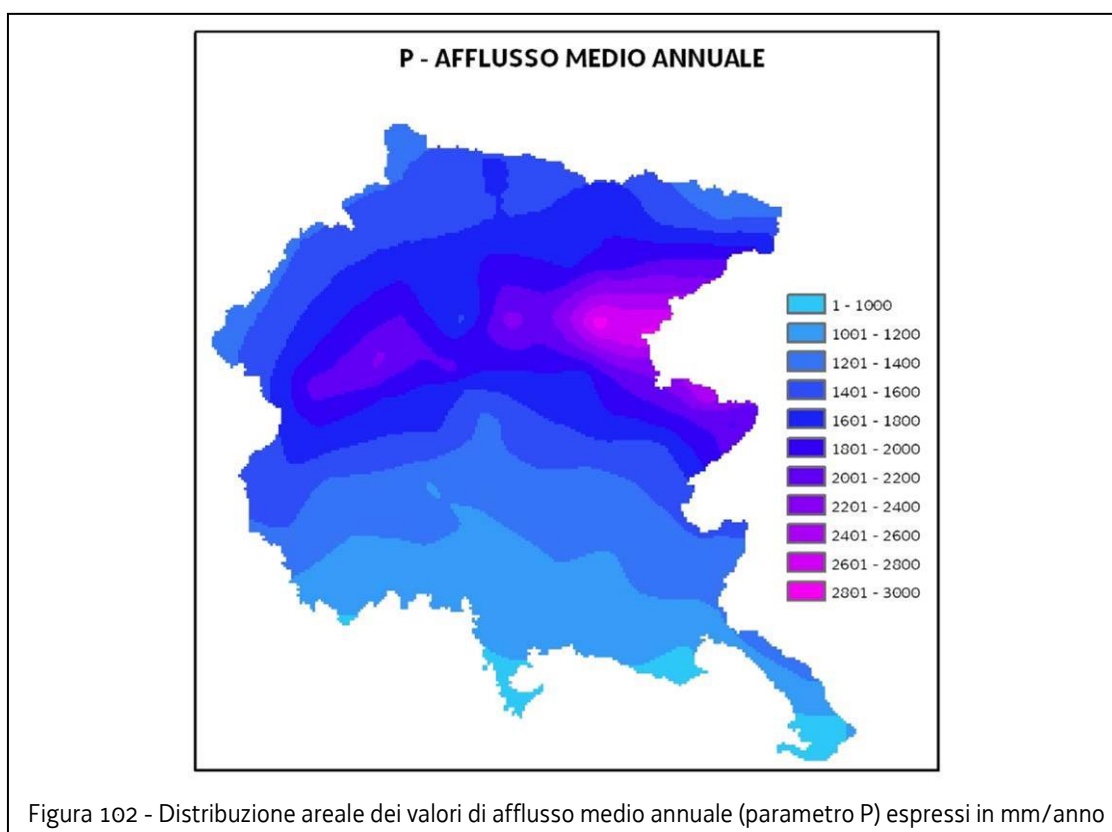 P - AFFLUSSO MEDIO ANNUALE
1 - 1000
1001 - 1200
1201 - 1400
1401 - 1600
1601 - 1800
1801 - 2000
2001 - 2200
2201 - 2400
2401 - 2600
2601 - 2800
2801 - 3000
Figura 102 - Distribuzione areale dei valori di afflusso medio annuale (parametro P) espressi in mm/anno